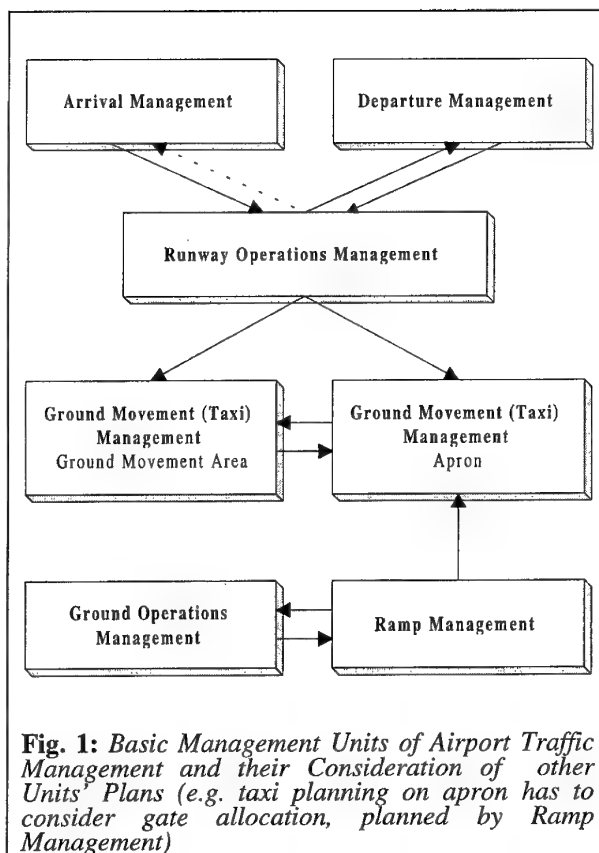 Arrival Management
Departure Management
Runway Operations Management
Ground Movement (Taxi)
Management
Ground Movement Area
Ground Movement (Taxi)
Management
Apron
Ground Operations
Management
Ramp Management
Fig. 1: Basic Management Units of Airport Traffic
Management and their Consideration of other
Units' Plans (e.g. taxi planning on apron has to
consider gate allocation, planned by Ramp
Management)